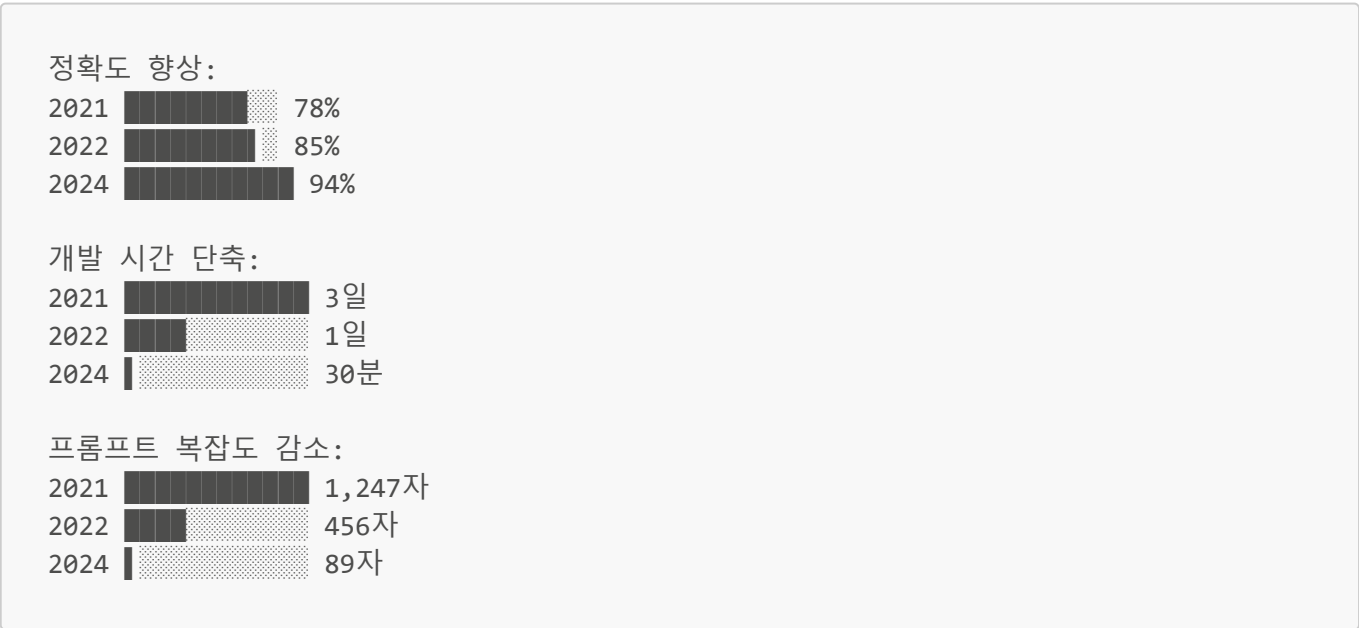 정확도 향상:
2021 ████████░░ 78%
2022 ████████▌░ 85%
2024 ███████████ 94%
개발 시간 단축:
2021 ████████████ 3일
2022 ████░░░░░░░░ 1일
2024 ▌░░░░░░░░░░░ 30분
프롬프트 복잡도 감소:
2021 ████████████ 1,247자
2022 ████░░░░░░░░ 456자
2024 ▌░░░░░░░░░░░ 89자